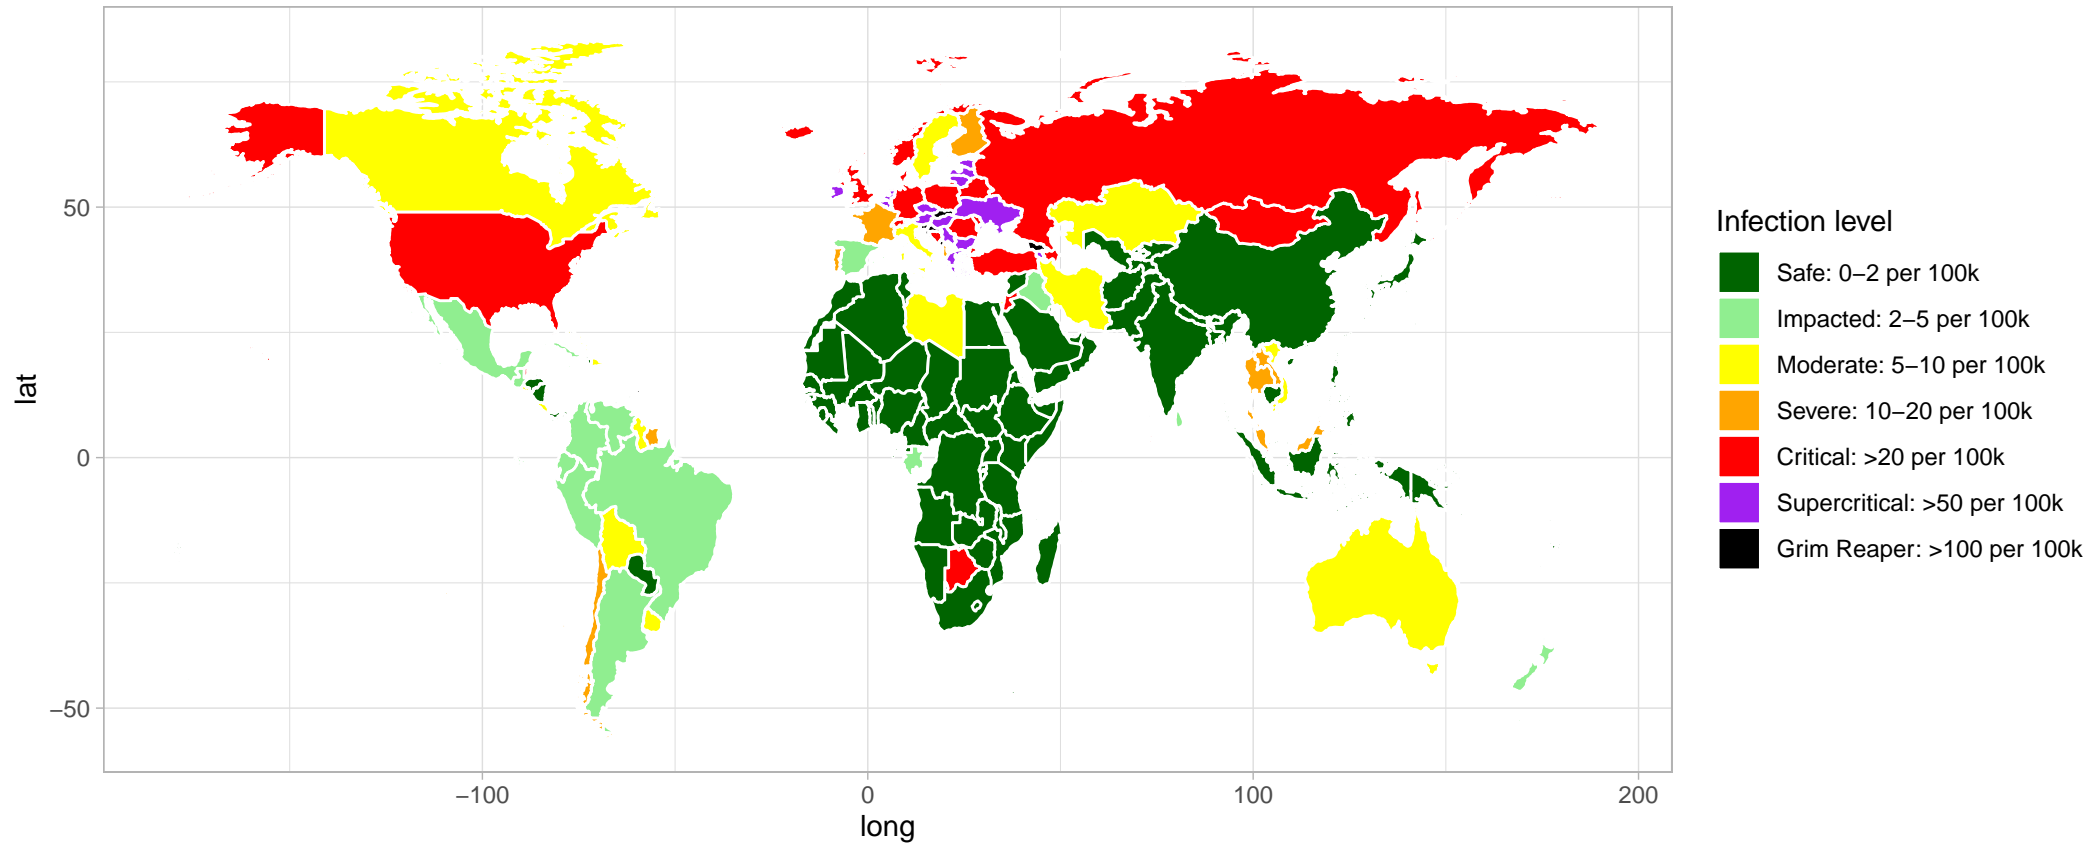 Infection level
Safe: 0–2 per 100k
Impacted: 2–5 per 100k
Moderate: 5–10 per 100k
Severe: 10–20 per 100k
Critical: >20 per 100k
Supercritical: >50 per 100k
Grim Reaper: >100 per 100k
lat
50
0
−50
−100
0
100
200
long